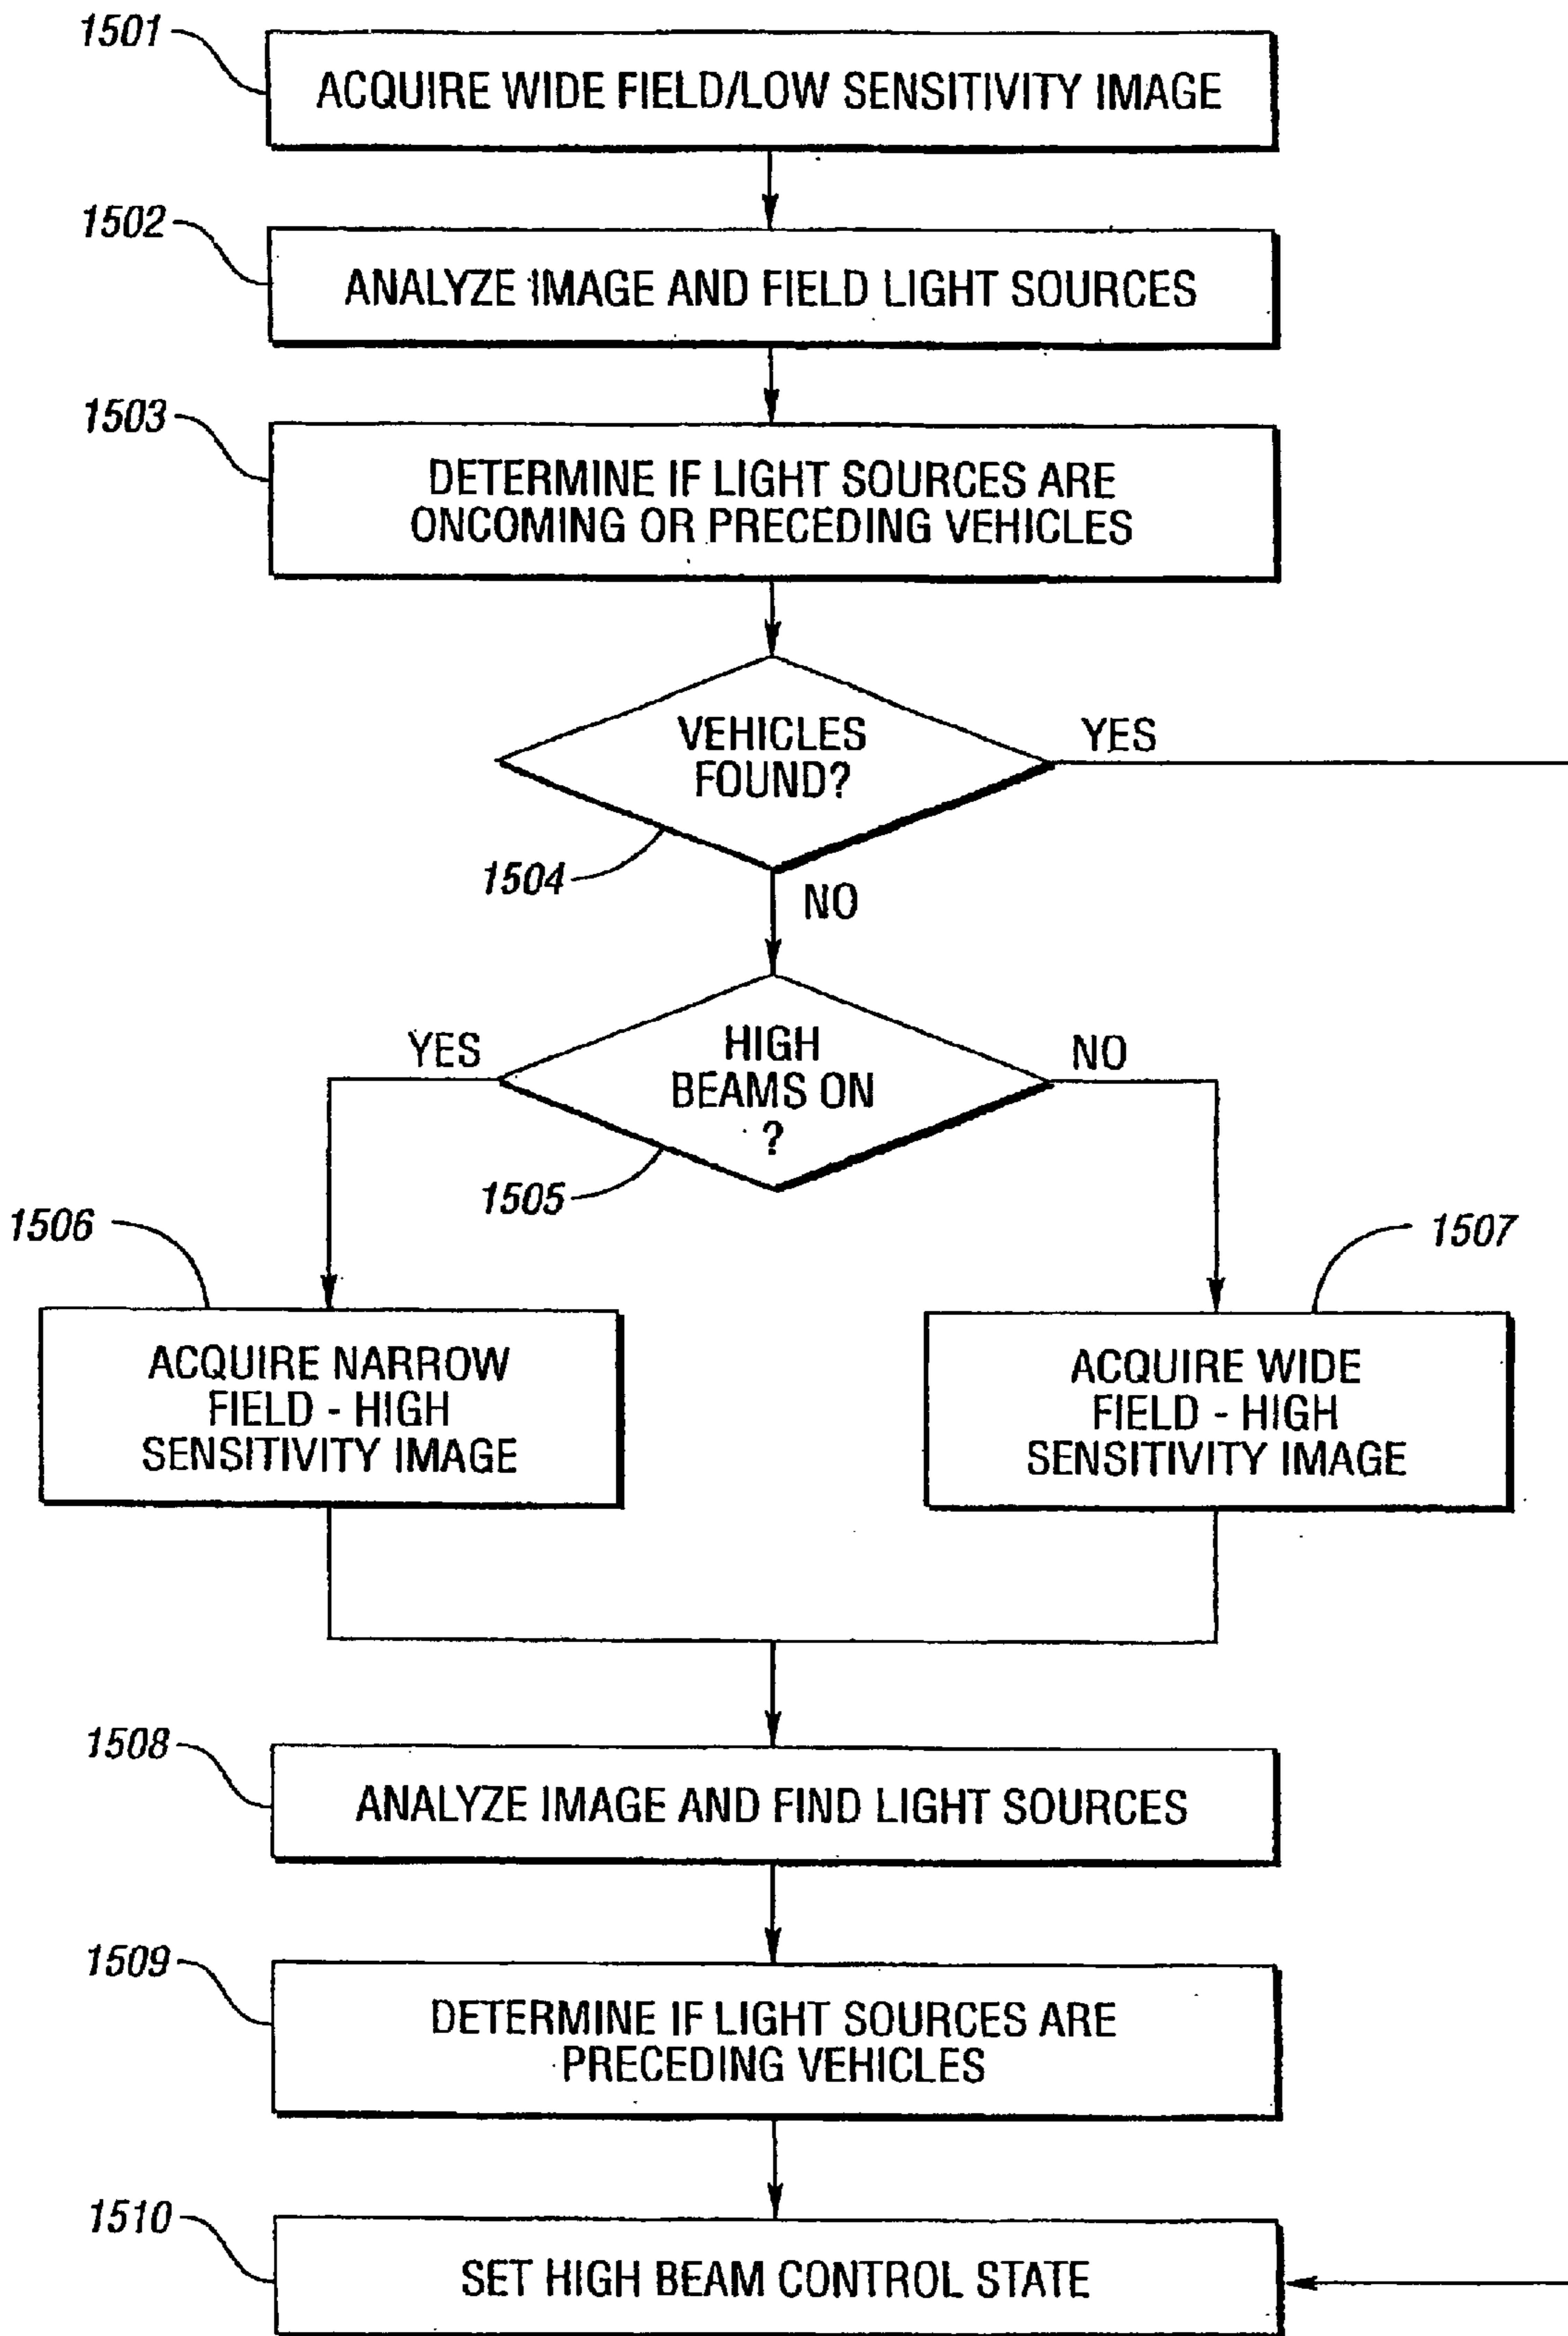 1501
ACQUIRE WIDE FIELD/LOW SENSITIVITY IMAGE
1502
ANALYZE IMAGE AND FIELD LIGHT SOURCES
1503
DETERMINE IF LIGHT SOURCES ARE
ONCOMING OR PRECEDING VEHICLES
VEHICLES
FOUND?
YES
1504
NO
YES
HIGH
BEAMS ON
?
NO
1505
1506
1507
ACQUIRE NARROW
FIELD - HIGH
SENSITIVITY IMAGE
ACQUIRE WIDE
FIELD - HIGH
SENSITIVITY IMAGE
1508
ANALYZE IMAGE AND FIND LIGHT SOURCES
1509
DETERMINE IF LIGHT SOURCES ARE
PRECEDING VEHICLES
1510
SET HIGH BEAM CONTROL STATE